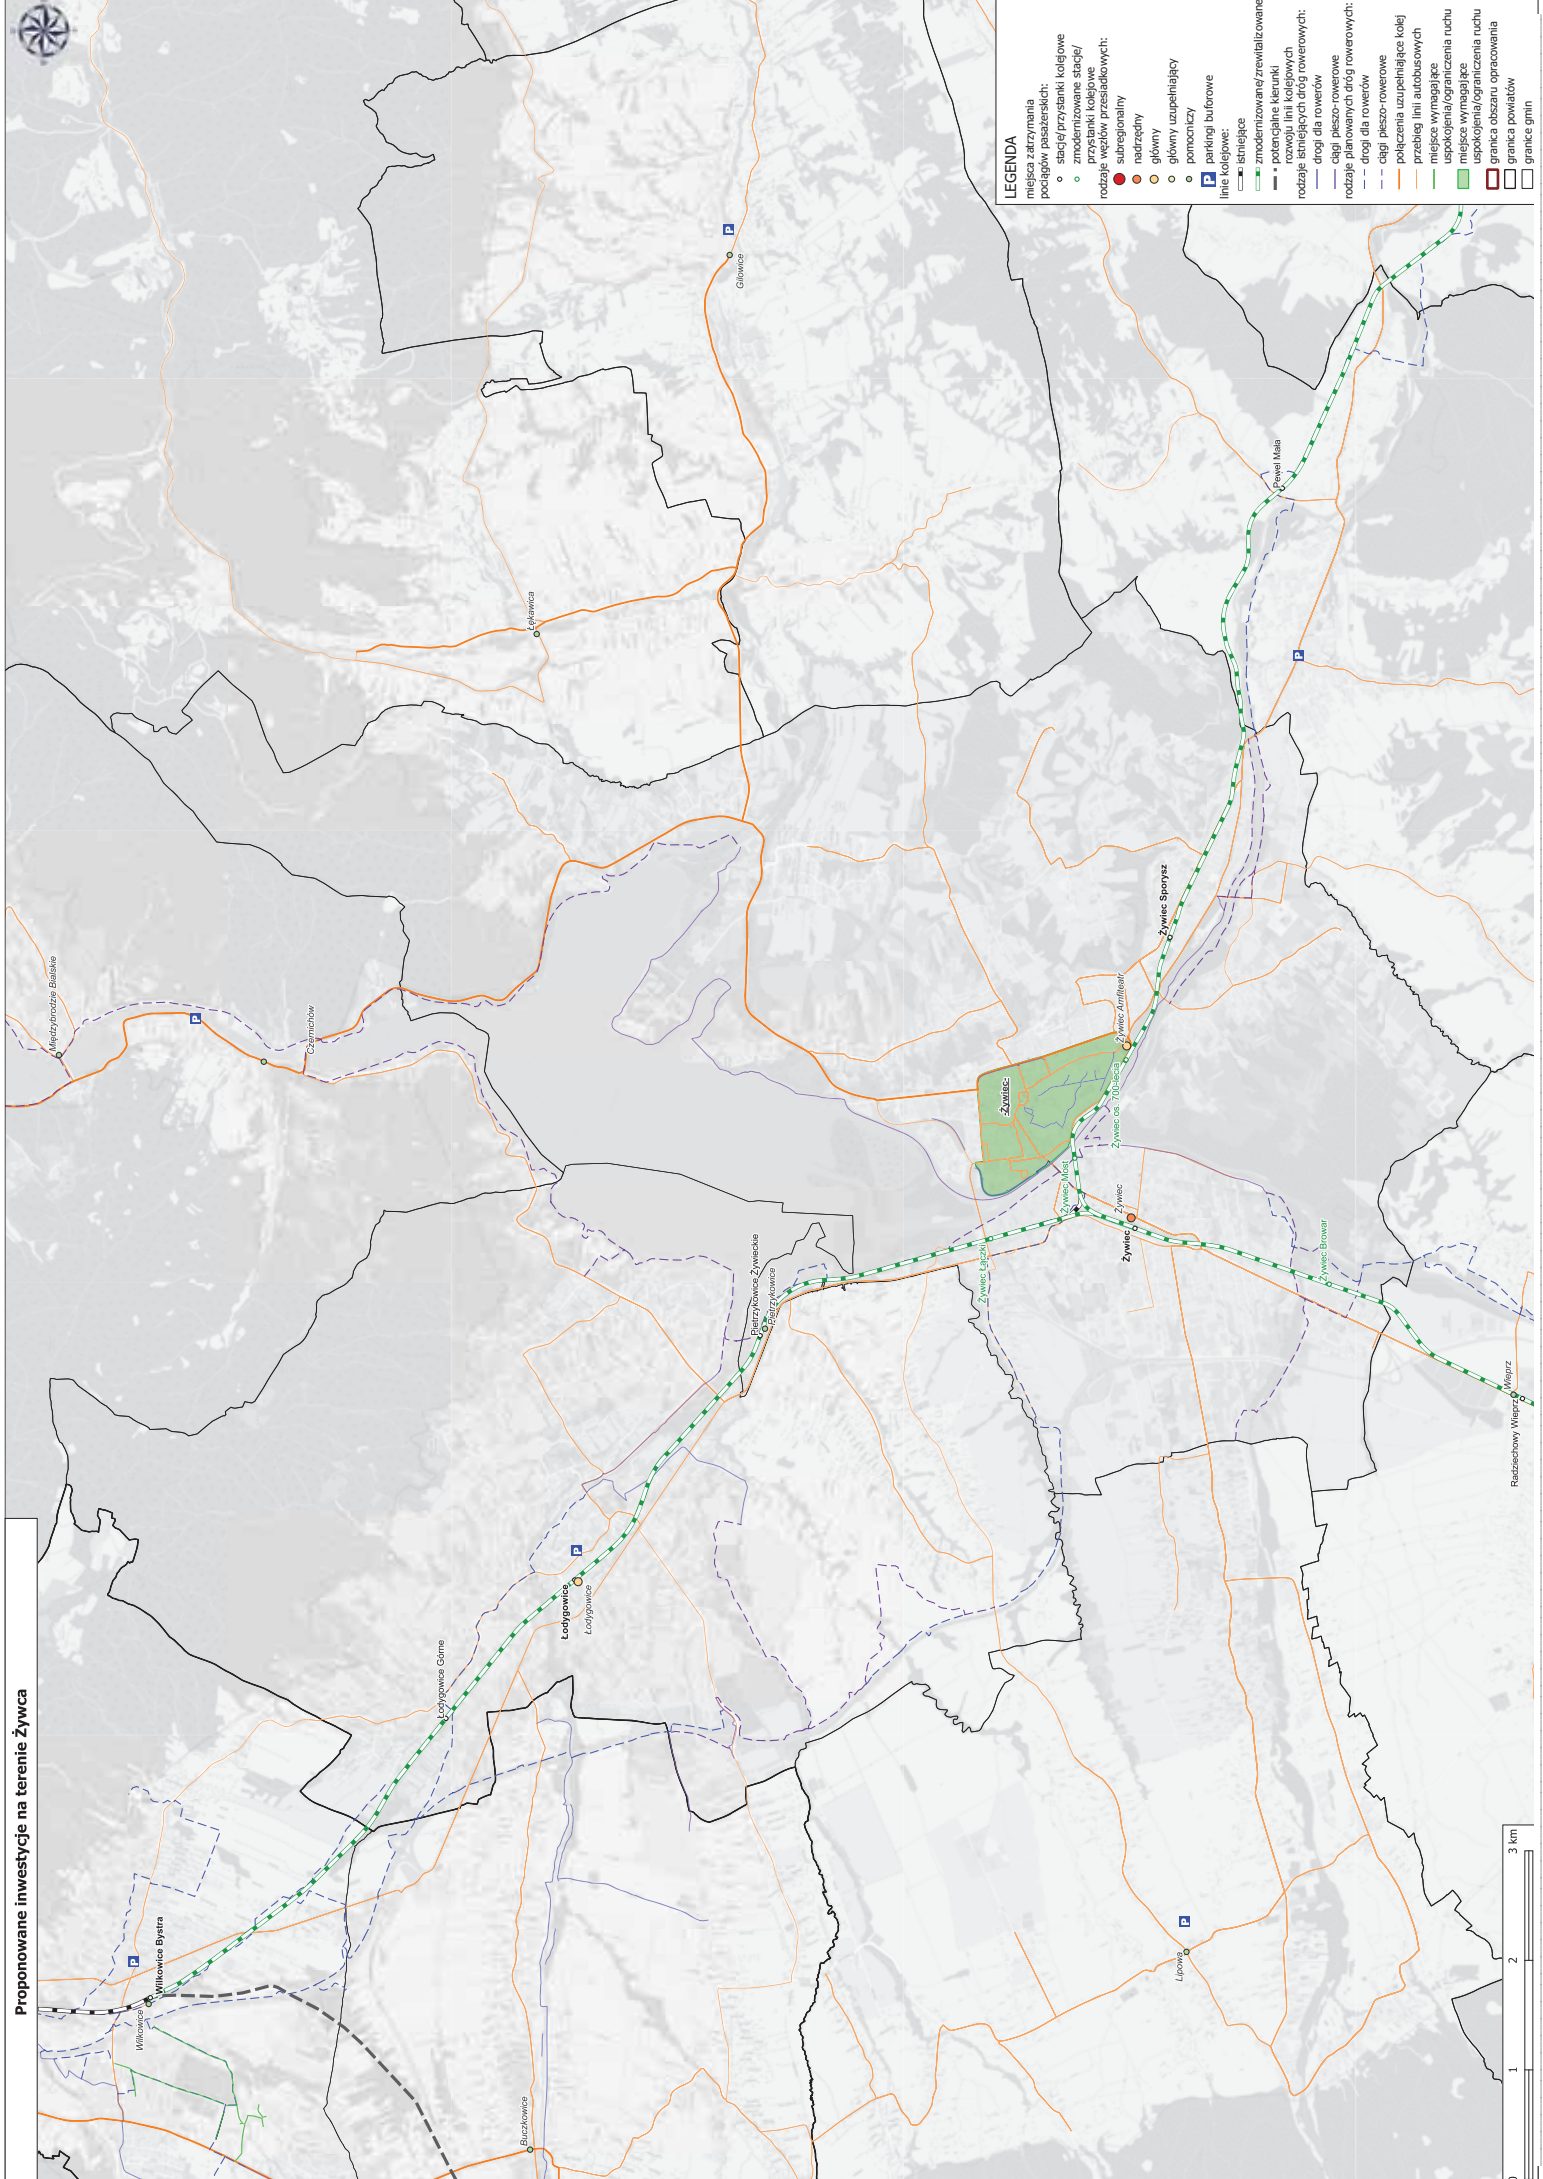 Proponowane inwestycje na terenie Żywca
Międzybrodzie Bialskie
Czernichów
Łękawica
Gilowice
P
P
P
P
P
P
Wilkowice Bystra
Wilkowice
Buczkowice
Łodygowice Górne
Łodygowice
Łodygowice
Pietrzykowice Żywieckie
Pietrzykowice
Żywiec Łączki
Żywiec Most
-Żywiec-
Żywiec os. 700-lecia
Żywiec Amfiteatr
Żywiec Sporysz
Żywiec
Żywiec
Żywiec Browar
Pewel Mała
Lipowa
Radziechowy Wieprz
Wieprz
LEGENDA
miejsca zatrzymania
pociągów pasażerskich:
stacje/przystanki kolejowe
zmodernizowane stacje/
przystanki kolejowe
rodzaje węzłów przesiadkowych:
subregionalny
nadrzędny
główny
główny uzupełniający
pomocniczy
P parkingi buforowe
linie kolejowe:
istniejące
zmodernizowane/zrewitalizowane
potencjalne kierunki
rozwoju linii kolejowych
rodzaje istniejących dróg rowerowych:
drogi dla rowerów
ciągi pieszo-rowerowe
rodzaje planowanych dróg rowerowych:
drogi dla rowerów
ciągi pieszo-rowerowe
połączenia uzupełniające kolej
przebieg linii autobusowych
miejsce wymagające
uspokojenia/ograniczenia ruchu
miejsce wymagające
uspokojenia/ograniczenia ruchu
granica obszaru opracowania
granica powiatów
granice gmin
0 1 2 3 km